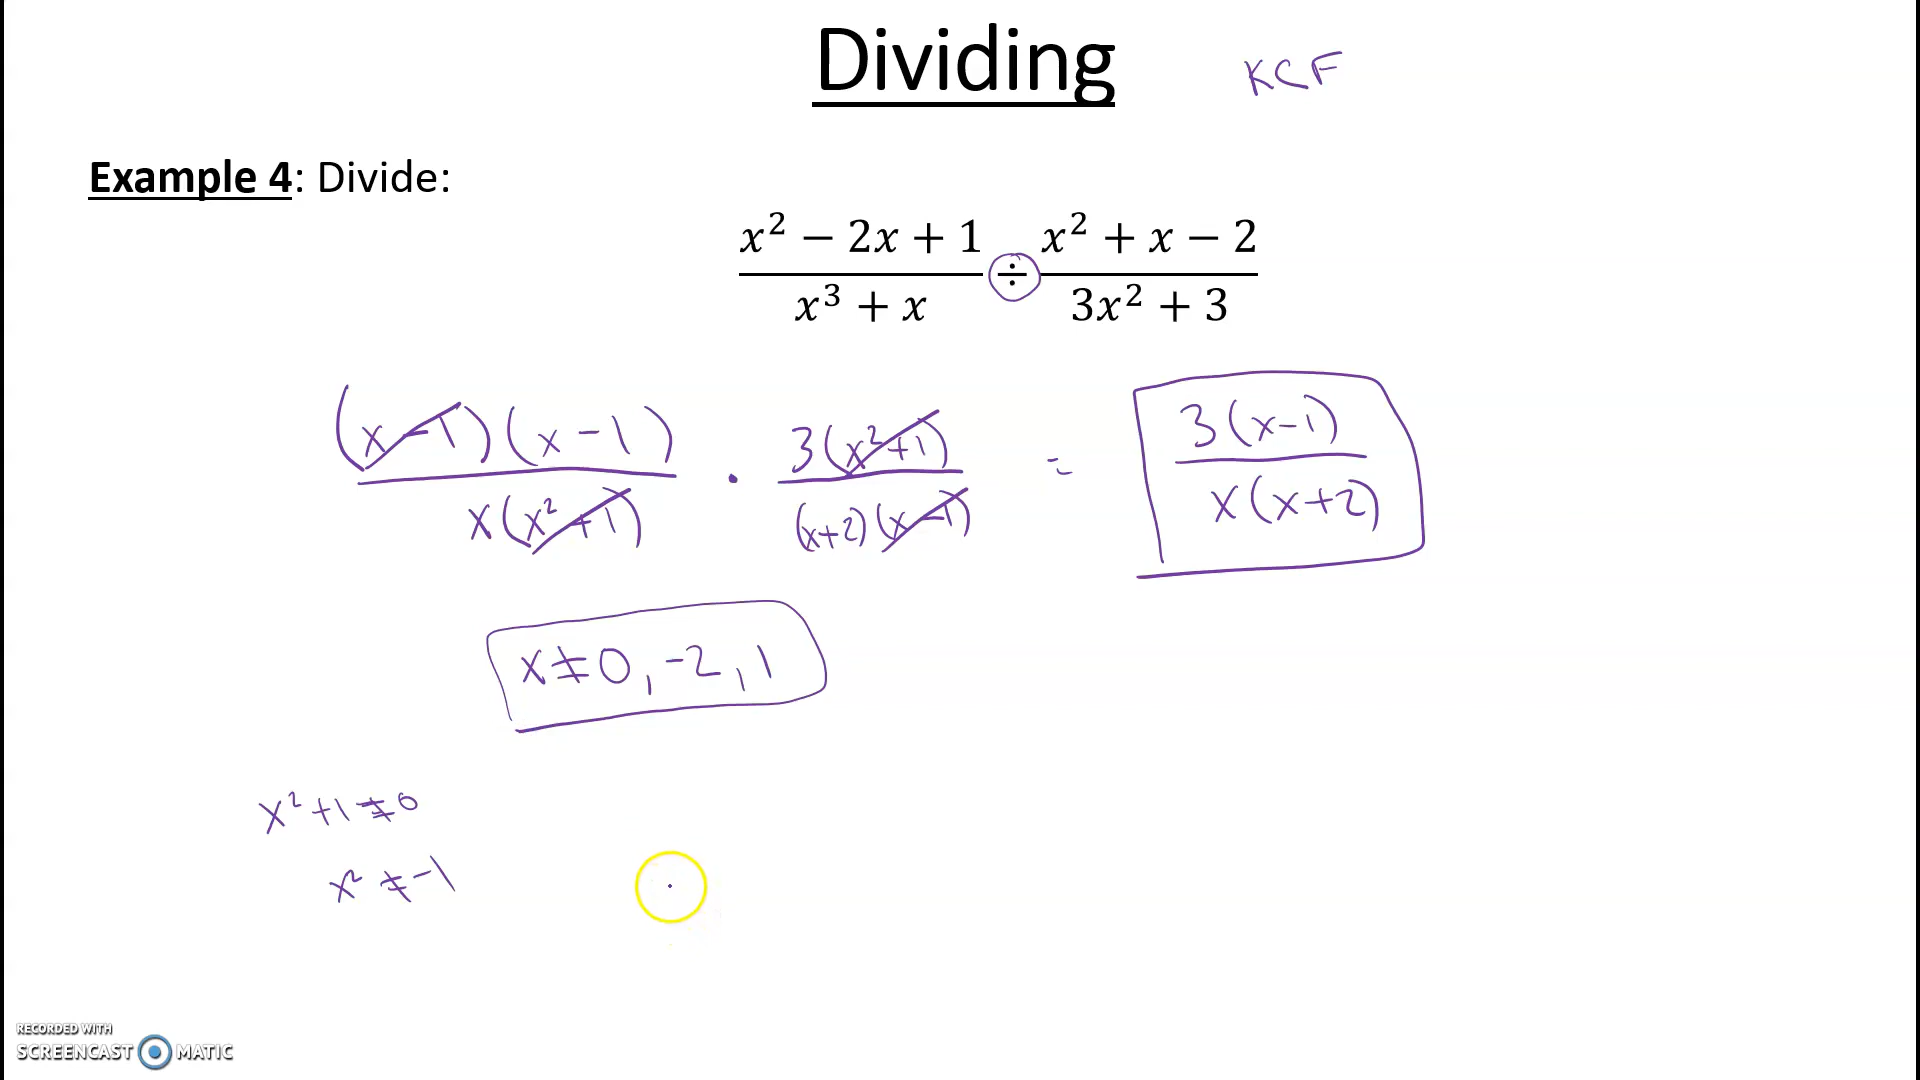 Dividing KCF
Example 4: Divide:
x² − 2x + 1 / x³ + x ÷ x² + x − 2 / 3x² + 3
(x-1)(x-1) / x(x²+1) · 3(x²+1) / (x+2)(x-1) = 3(x-1) / x(x+2)
x≠0, -2, 1
x²+1≠0
x²≠-1
RECORDED WITH
SCREENCAST MATIC